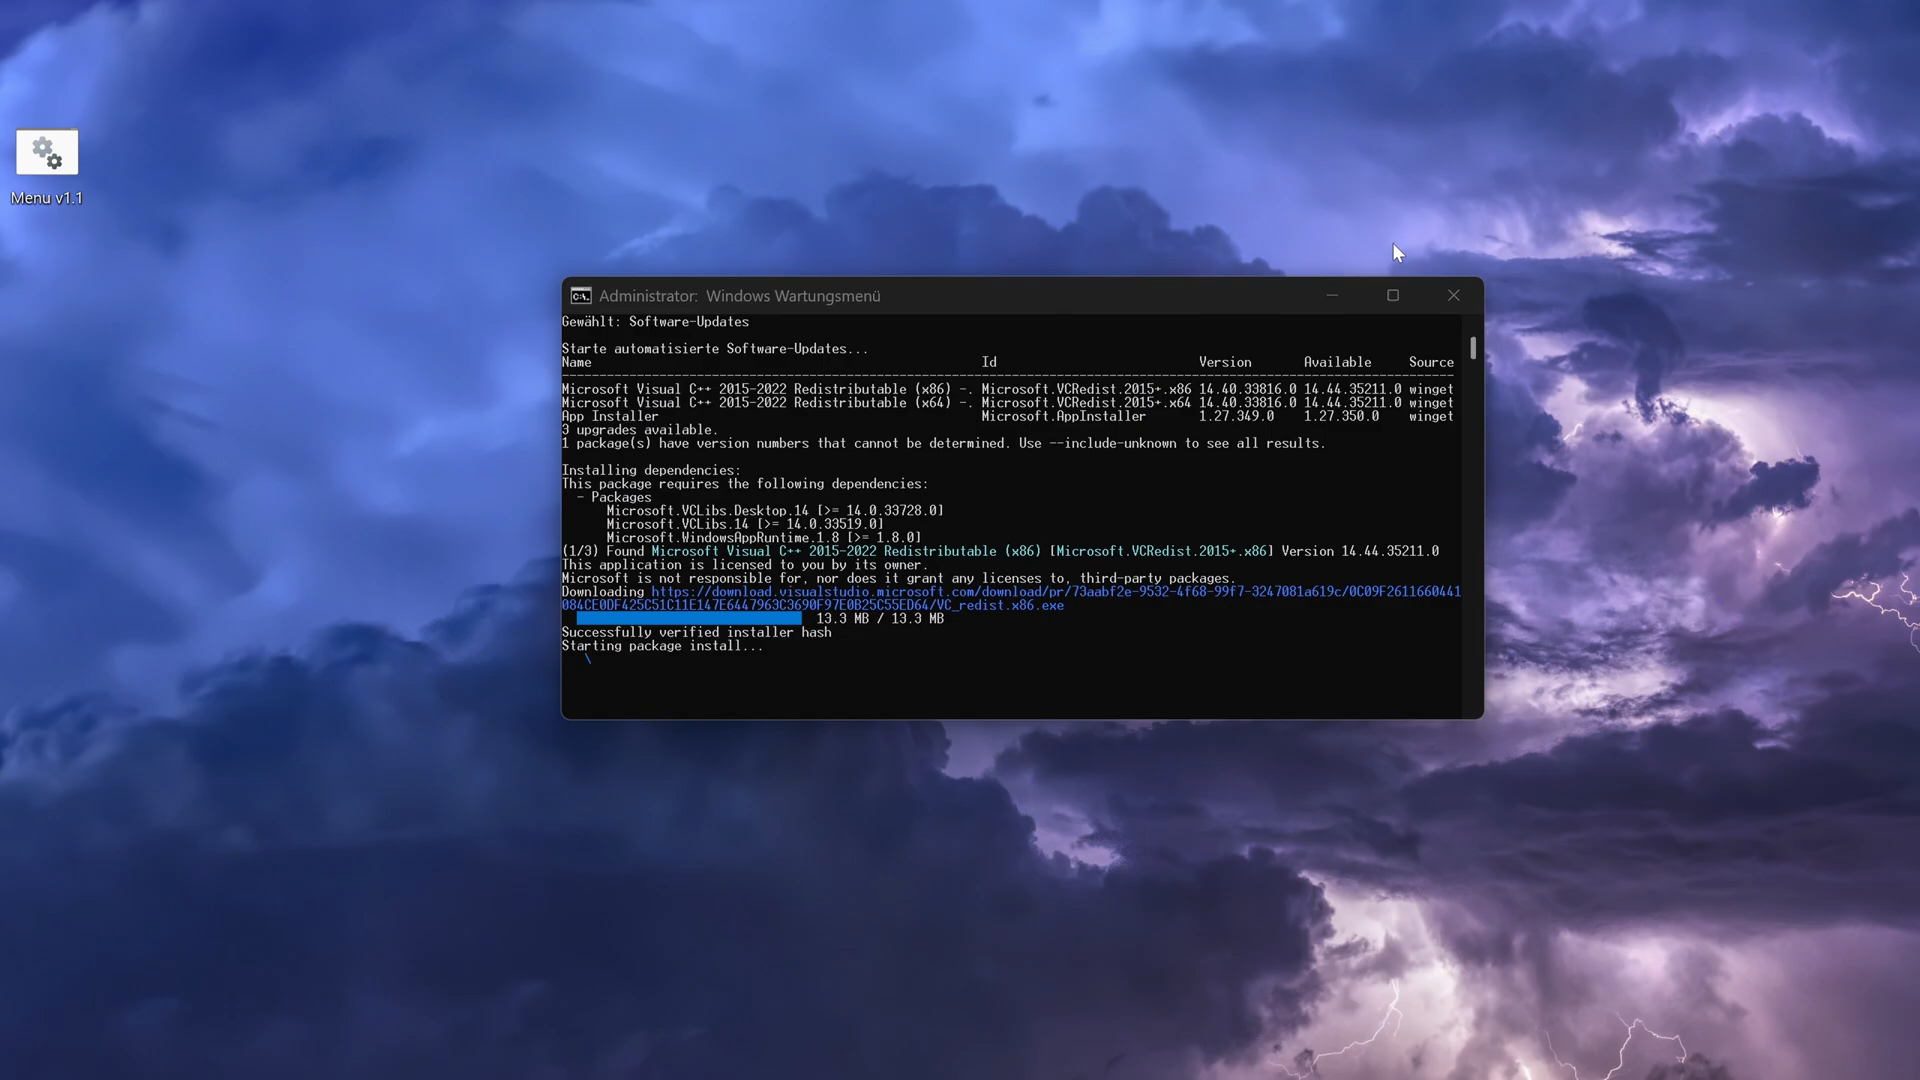 Menu v1.1
Administrator: Windows Wartungsmenü
Gewählt: Software-Updates
Starte automatisierte Software-Updates...
Name Id Version Available Source
Microsoft Visual C++ 2015-2022 Redistributable (x86) -. Microsoft.VCRedist.2015+.x86 14.40.33816.0 14.44.35211.0 winget
Microsoft Visual C++ 2015-2022 Redistributable (x64) -. Microsoft.VCRedist.2015+.x64 14.40.33816.0 14.44.35211.0 winget
App Installer Microsoft.AppInstaller 1.27.349.0 1.27.350.0 winget
3 upgrades available.
1 package(s) have version numbers that cannot be determined. Use --include-unknown to see all results.
Installing dependencies:
This package requires the following dependencies:
- Packages
Microsoft.VCLibs.Desktop.14 [>= 14.0.33728.0]
Microsoft.VCLibs.14 [>= 14.0.33519.0]
Microsoft.WindowsAppRuntime.1.8 [>= 1.8.0]
(1/3) Found Microsoft Visual C++ 2015-2022 Redistributable (x86) [Microsoft.VCRedist.2015+.x86] Version 14.44.35211.0
This application is licensed to you by its owner.
Microsoft is not responsible for, nor does it grant any licenses to, third-party packages.
Downloading https://download.visualstudio.microsoft.com/download/pr/73aabf2e-9532-4f68-99f7-3247081a619c/0C09F2611660441
084CE0DF425C51C11E147E6447963C3690F97E0B25C55ED64/VC_redist.x86.exe
13.3 MB / 13.3 MB
Successfully verified installer hash
Starting package install...
\